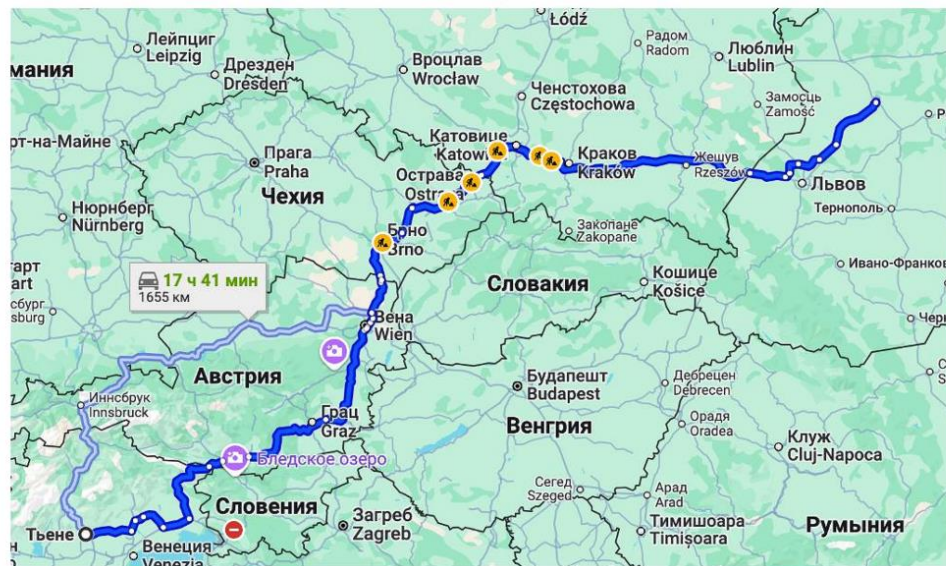 Лейпциг
Leipzig
Дрезден
Dresden
Вроцлав
Wrocław
Łódź
Радом
Radom
Люблин
Lublin
мания
Ченстохова
Częstochowa
Замосць
Zamość
рт-на-Майне
Прага
Praha
Катовице
Katowi
Краков
Kraków
Жешув
Rzeszów
Чехия
Острава
Ostrava
Львов
Нюрнберг
Nürnberg
Брно
Brno
Закопане
Zakopane
Тернополь
гарт
art
17 ч 41 мин
1655 км
Словакия
Кошице
Košice
Ивано-Франков
сбург
sburg
Вена
Wien
Австрия
Будапешт
Budapest
Дебрецен
Debrecen
Иннсбрук
Innsbruck
Грац
Graz
Венгрия
Орадя
Oradea
Клуж
Cluj-Napoca
Бледское озеро
Сегед
Szeged
Арад
Arad
Словения
Загреб
Zagreb
Тьене
Тимишоара
Timișoara
Румыния
Венеция
Venezia